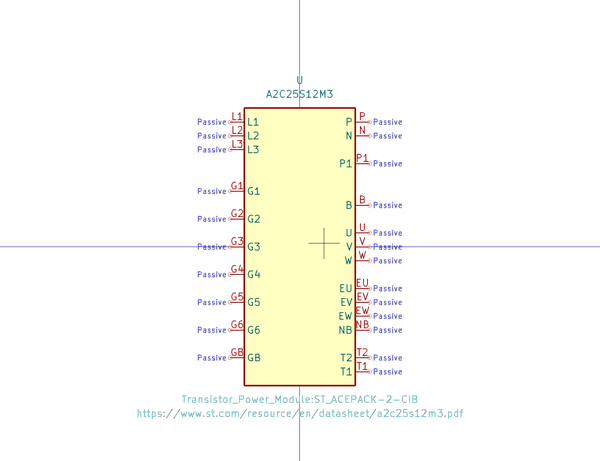 U
A2C25S12M3
Passive L1 L1 P P Passive
Passive L2 L2 N N Passive
Passive L3 L3
P1 P1 Passive
Passive G1 G1
B B Passive
Passive G2 G2
U U Passive
Passive G3 G3 V V Passive
W W Passive
Passive G4 G4
EU EU Passive
Passive G5 G5 EV EV Passive
EW EW Passive
Passive G6 G6 NB NB Passive
Passive GB GB T2 T2 Passive
T1 T1 Passive
Transistor_Power_Module:ST_ACEPACK-2-CIB
https://www.st.com/resource/en/datasheet/a2c25s12m3.pdf